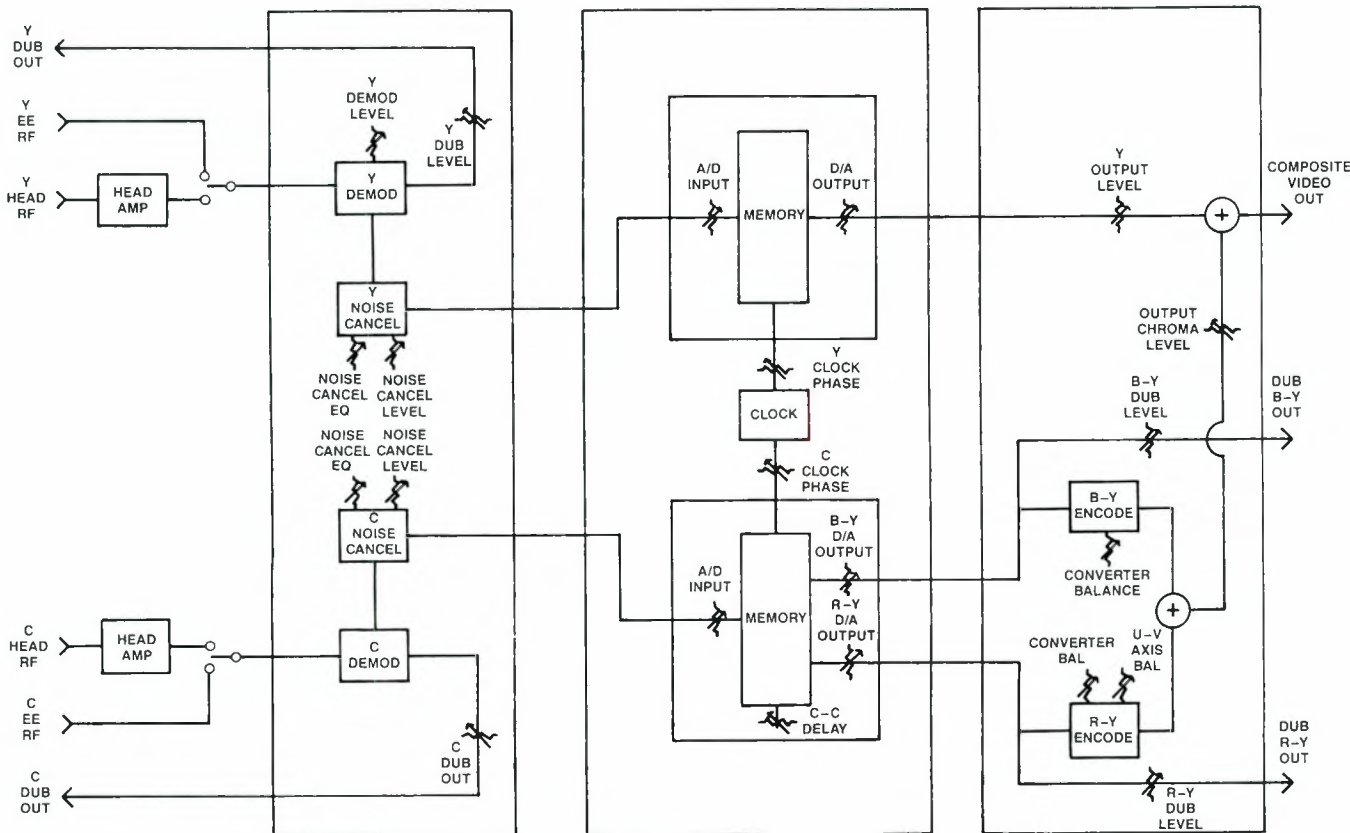 Y
DUB
OUT
Y
EE
RF
Y
HEAD
RF
HEAD
AMP
Y
DEMOD
LEVEL
Y
DUB
LEVEL
Y
DEMOD
Y
NOISE
CANCEL
NOISE
CANCEL
EQ
NOISE
CANCEL
LEVEL
NOISE
CANCEL
EQ
NOISE
CANCEL
LEVEL
C
NOISE
CANCEL
C
DEMOD
C
HEAD
RF
HEAD
AMP
C
EE
RF
C
DUB
OUT
C
DUB
OUT
A/D
INPUT
MEMORY
D/A
OUTPUT
Y
CLOCK
PHASE
CLOCK
C
CLOCK
PHASE
A/D INPUT
MEMORY
B-Y
D/A
OUTPUT
R-Y
D/A
OUTPUT
C-C
DELAY
Y
OUTPUT
LEVEL
+
COMPOSITE
VIDEO
OUT
OUTPUT
CHROMA
LEVEL
B-Y
DUB
LEVEL
DUB
B-Y
OUT
B-Y
ENCODE
CONVERTER
BALANCE
+
CONVERTER
BAL
U-V
AXIS
BAL
R-Y
ENCODE
R-Y
DUB
LEVEL
DUB
R-Y
OUT